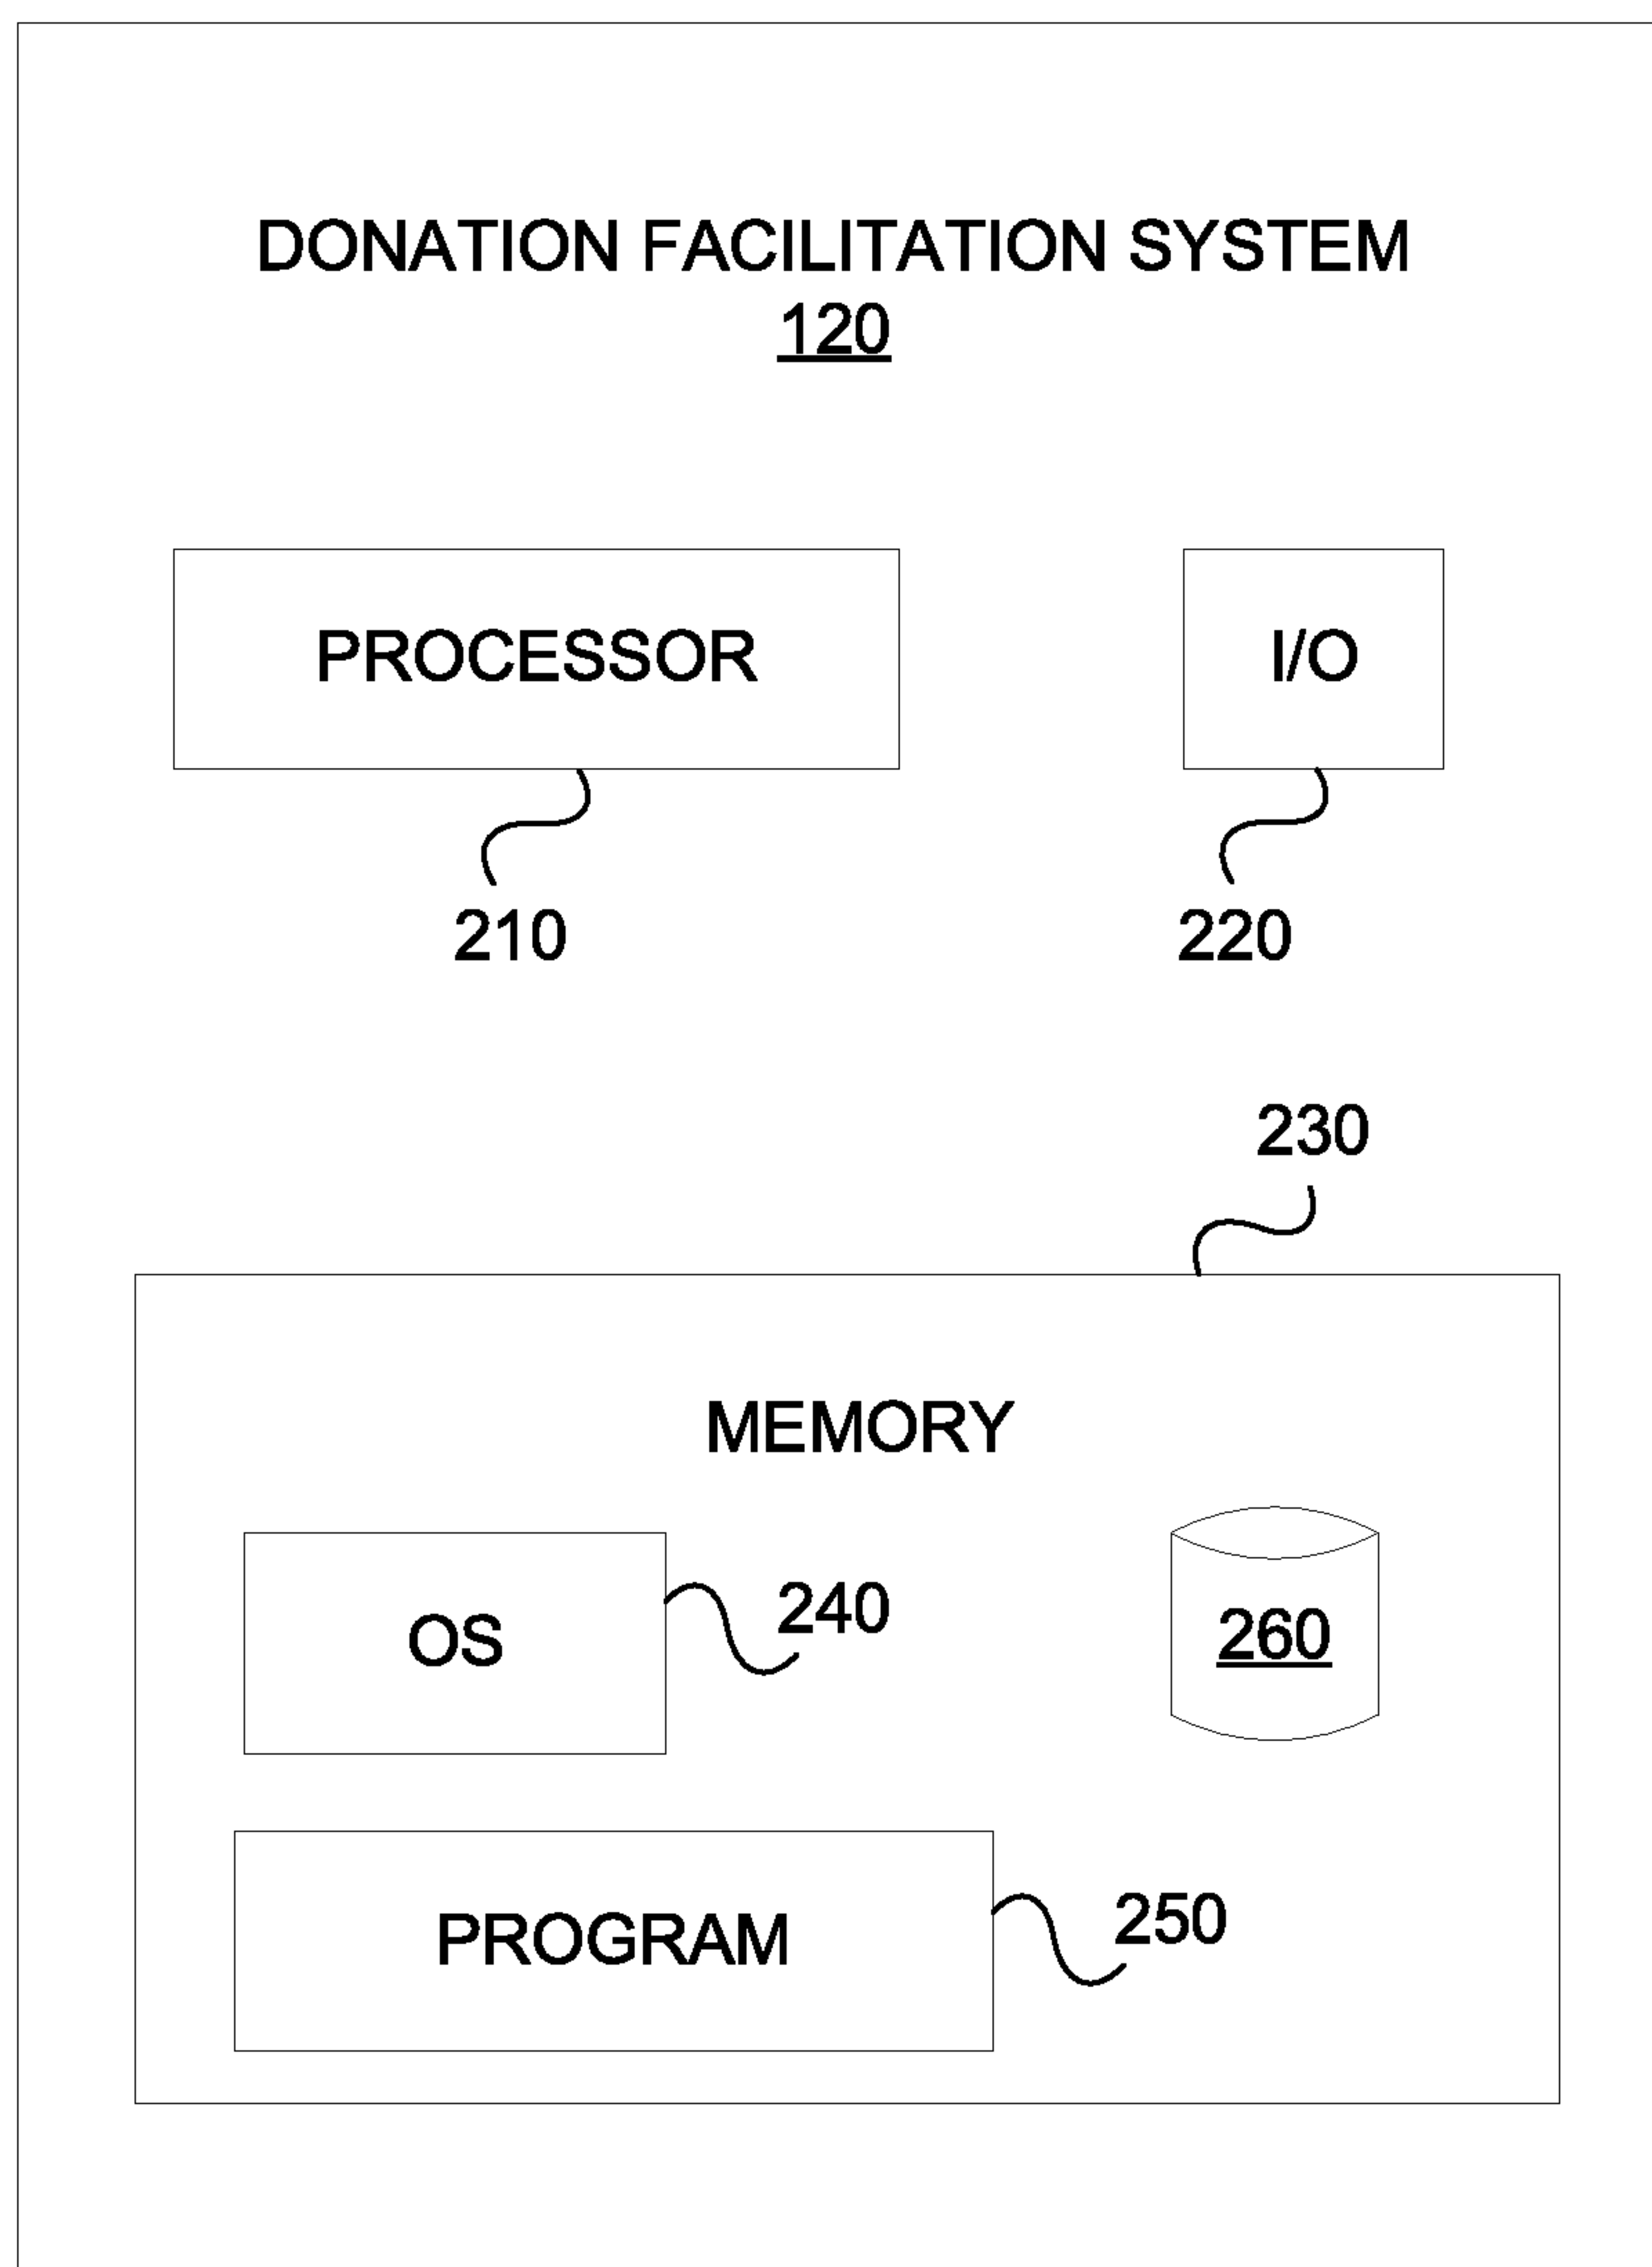 DONATION FACILITATION SYSTEM
120
PROCESSOR
I/O
210
220
230
MEMORY
OS
240
260
PROGRAM
250